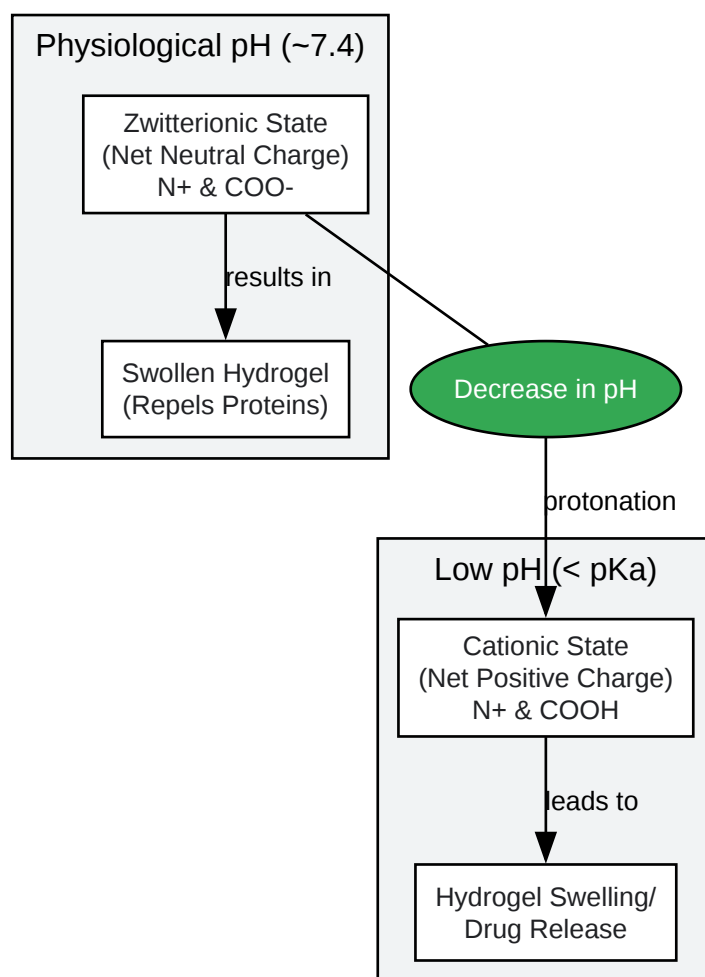 Physiological pH (~7.4)
Zwitterionic State
(Net Neutral Charge)
N+ & COO-
results in
Swollen Hydrogel
(Repels Proteins)
Decrease in pH
protonation
Low pH (< pKa)
Cationic State
(Net Positive Charge)
N+ & COOH
leads to
Hydrogel Swelling/
Drug Release